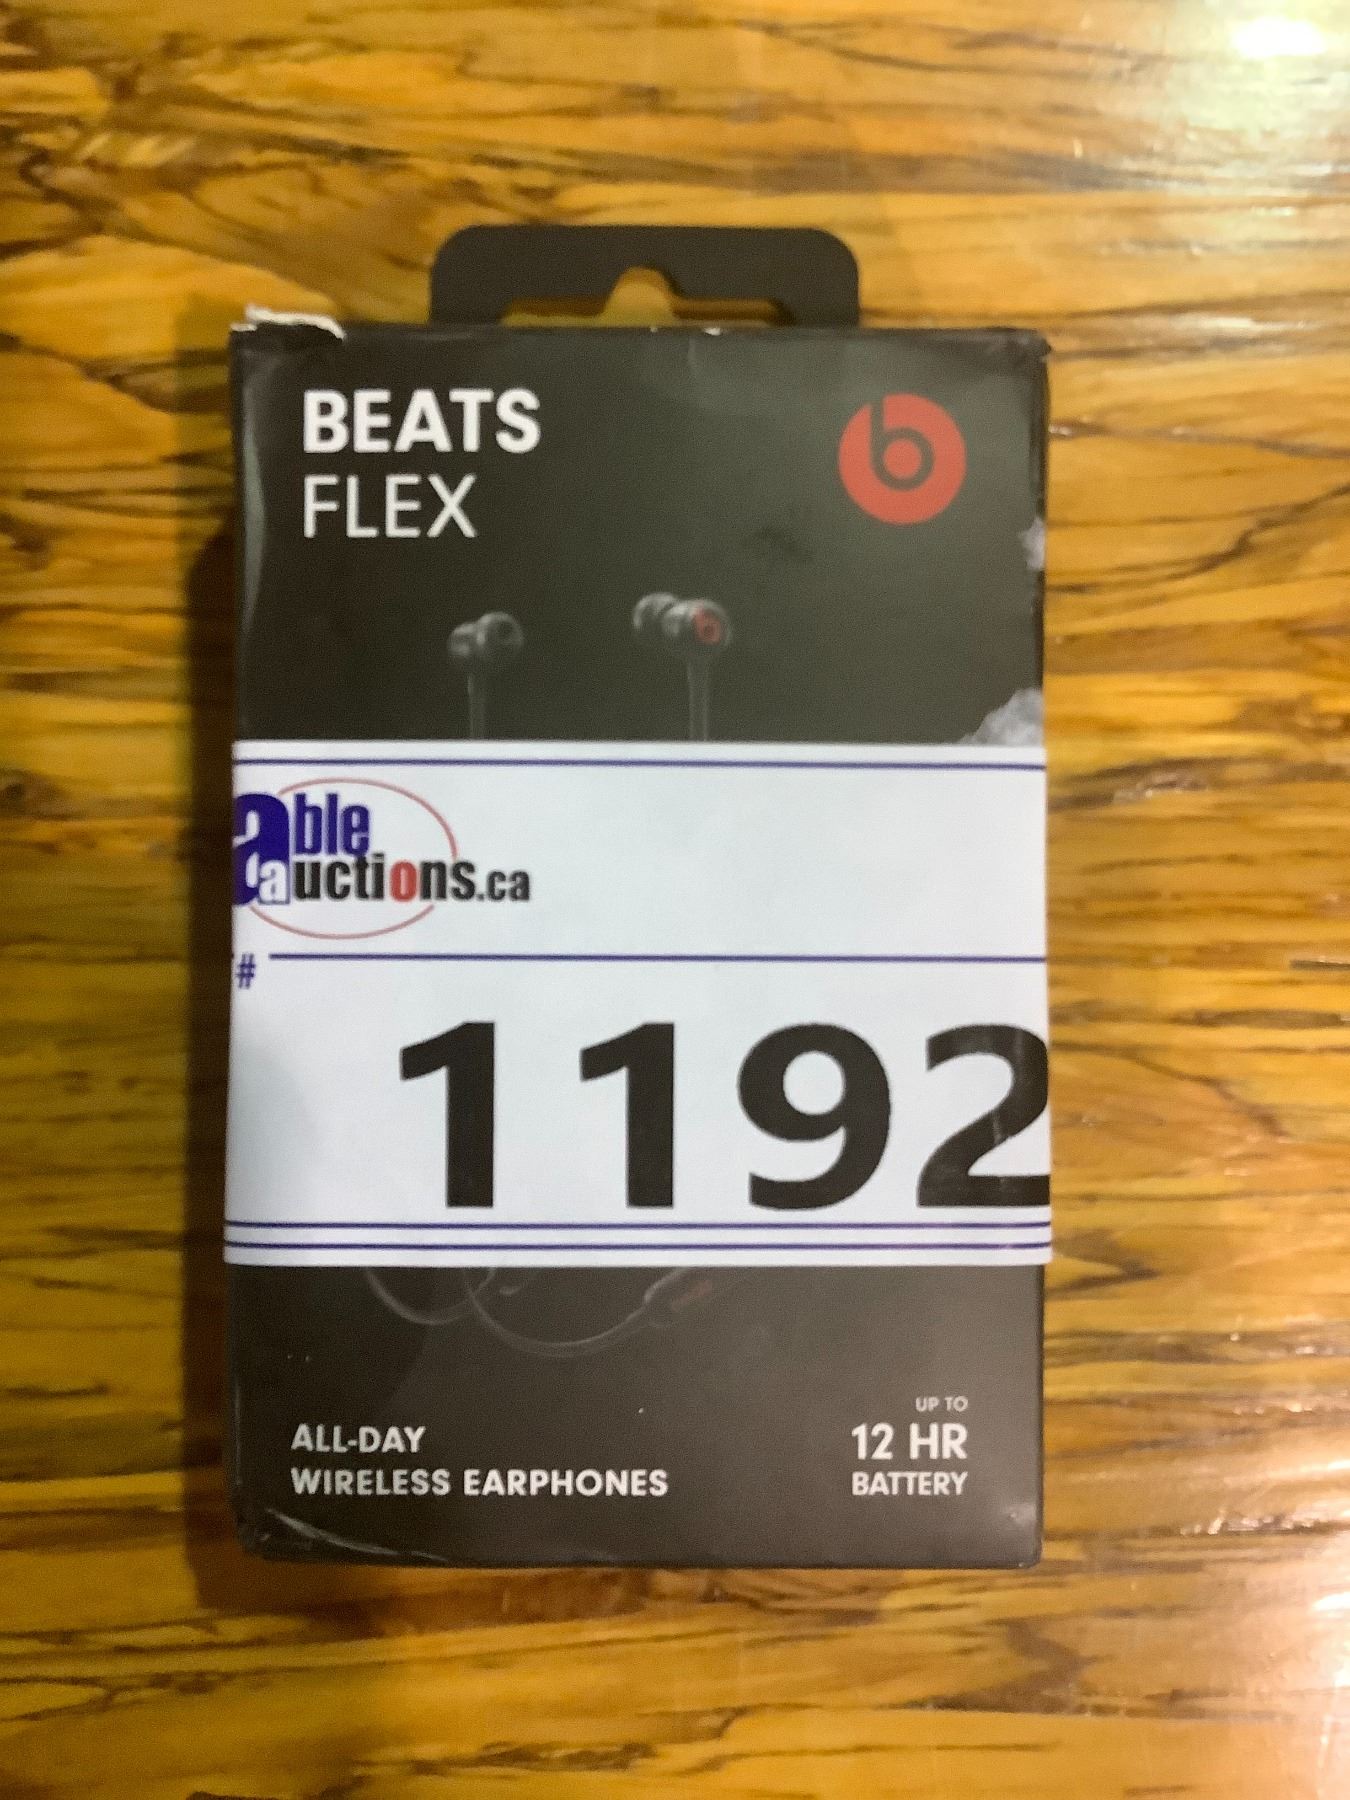 BEATS
FLEX
b
able
auctions.ca
#
1192
ALL-DAY
WIRELESS EARPHONES
UP TO
12 HR
BATTERY